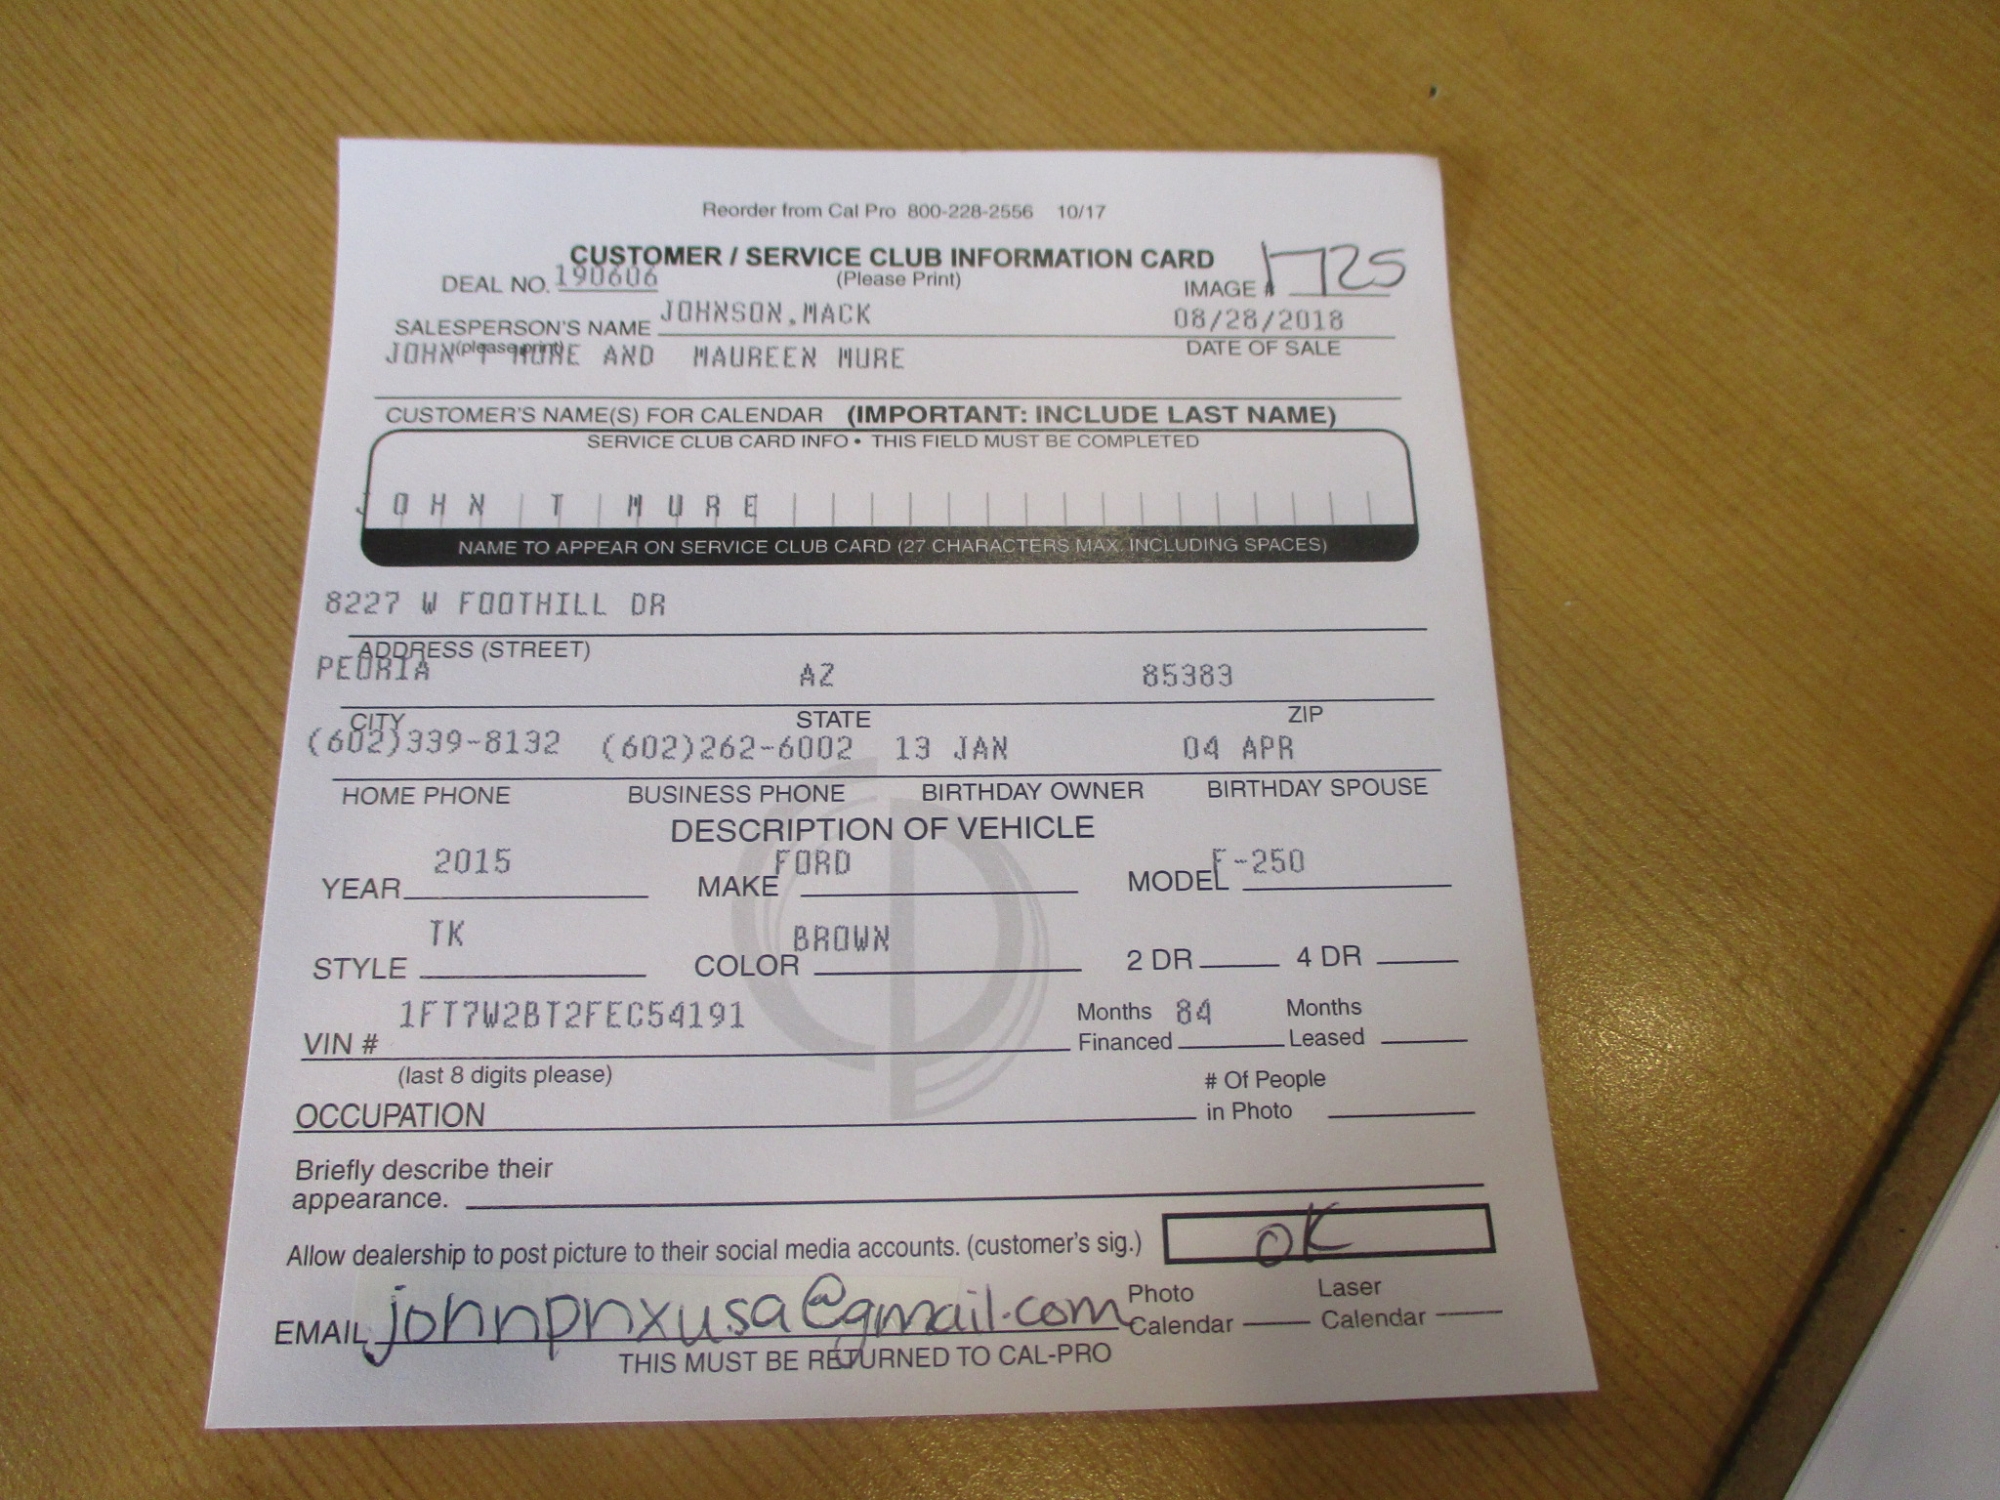 Reorder from Cal Pro 800-228-2556 10/17
CUSTOMER / SERVICE CLUB INFORMATION CARD
DEAL NO. 190606 (Please Print) IMAGE # 1725
SALESPERSON'S NAME JOHNSON,MACK 08/28/2018
(please print) DATE OF SALE
JOHN T MURE AND MAUREEN MURE
CUSTOMER'S NAME(S) FOR CALENDAR (IMPORTANT: INCLUDE LAST NAME)
SERVICE CLUB CARD INFO • THIS FIELD MUST BE COMPLETED
JOHN T MURE
NAME TO APPEAR ON SERVICE CLUB CARD (27 CHARACTERS MAX. INCLUDING SPACES)
8227 W FOOTHILL DR
ADDRESS (STREET)
PEORIA AZ 85383
CITY STATE ZIP
(602)339-8132 (602)262-6002 13 JAN 04 APR
HOME PHONE BUSINESS PHONE BIRTHDAY OWNER BIRTHDAY SPOUSE
DESCRIPTION OF VEHICLE
YEAR 2015 MAKE FORD MODEL F-250
STYLE TK COLOR BROWN 2 DR 4 DR
VIN # 1FT7W2BT2FEC54191 Months Financed 84 Months Leased
(last 8 digits please)
OCCUPATION # Of People in Photo
Briefly describe their
appearance.
Allow dealership to post picture to their social media accounts. (customer's sig.) OK
EMAIL johnpnxusa@gmail.com Photo Calendar Laser Calendar
THIS MUST BE RETURNED TO CAL-PRO